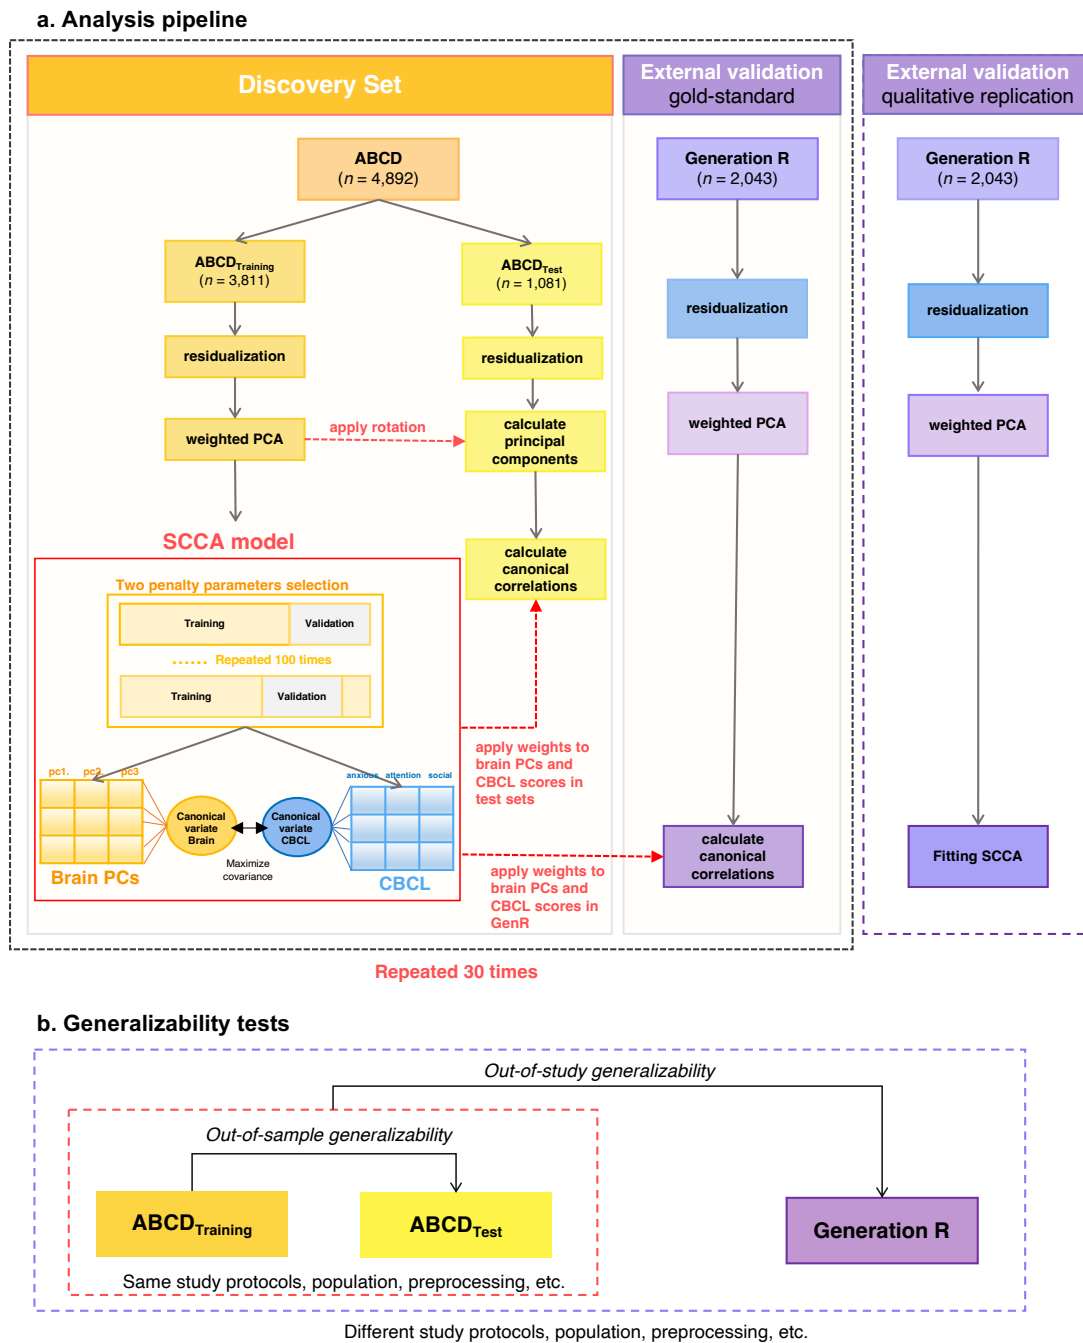 a. Analysis pipeline
Discovery Set
External validation
gold-standard
External validation
qualitative replication
ABCD
(n = 4,892)
Generation R
(n = 2,043)
Generation R
(n = 2,043)
ABCDTraining
(n = 3,811)
ABCDTest
(n = 1,081)
residualization
residualization
residualization
residualization
weighted PCA
apply rotation
calculate
principal
components
weighted PCA
weighted PCA
SCCA model
calculate
canonical
correlations
Two penalty parameters selection
Training
Validation
...... Repeated 100 times
Training
Validation
apply weights to
brain PCs and
CBCL scores in
test sets
pc1. pc2. pc3
anxious attention social
Canonical
variate
Brain
Canonical
variate
CBCL
Maximize
covariance
Brain PCs
CBCL
apply weights to
brain PCs and
CBCL scores in
GenR
calculate
canonical
correlations
Fitting SCCA
Repeated 30 times
b. Generalizability tests
Out-of-study generalizability
Out-of-sample generalizability
ABCDTraining
ABCDTest
Generation R
Same study protocols, population, preprocessing, etc.
Different study protocols, population, preprocessing, etc.